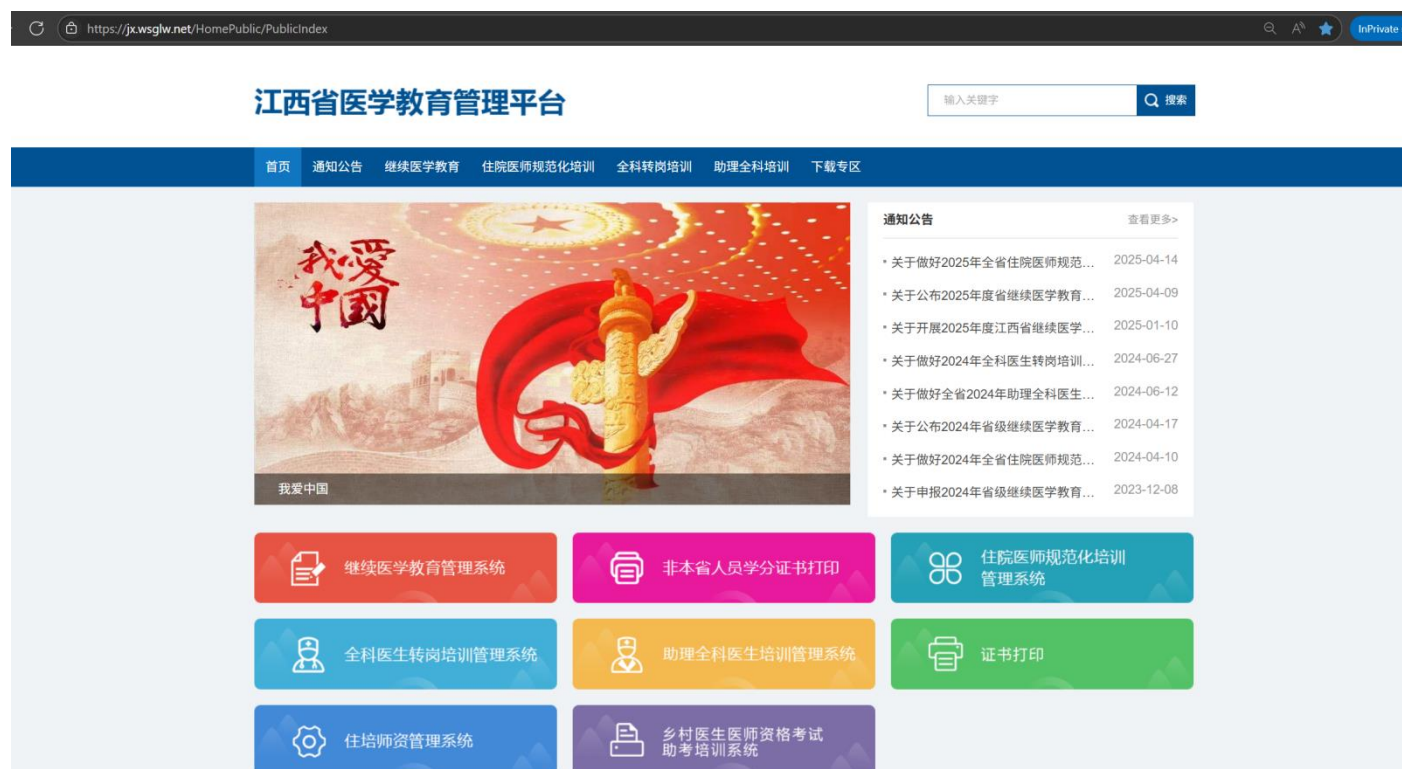 https://jx.wsglw.net/HomePublic/PublicIndex
InPrivate
江西省医学教育管理平台
输入关键字
搜索
首页 通知公告 继续医学教育 住院医师规范化培训 全科转岗培训 助理全科培训 下载专区
我爱
中國
我爱中国
通知公告 查看更多>
关于做好2025年全省住院医师规范... 2025-04-14
关于公布2025年度省继续医学教育... 2025-04-09
关于开展2025年度江西省继续医学... 2025-01-10
关于做好2024年全科医生转岗培训... 2024-06-27
关于做好全省2024年助理全科医生... 2024-06-12
关于公布2024年省级继续医学教育... 2024-04-17
关于做好2024年全省住院医师规范... 2024-04-10
关于申报2024年省级继续医学教育... 2023-12-08
继续医学教育管理系统
非本省人员学分证书打印
住院医师规范化培训
管理系统
全科医生转岗培训管理系统
助理全科医生培训管理系统
证书打印
住培师资管理系统
乡村医生医师资格考试
助考培训系统